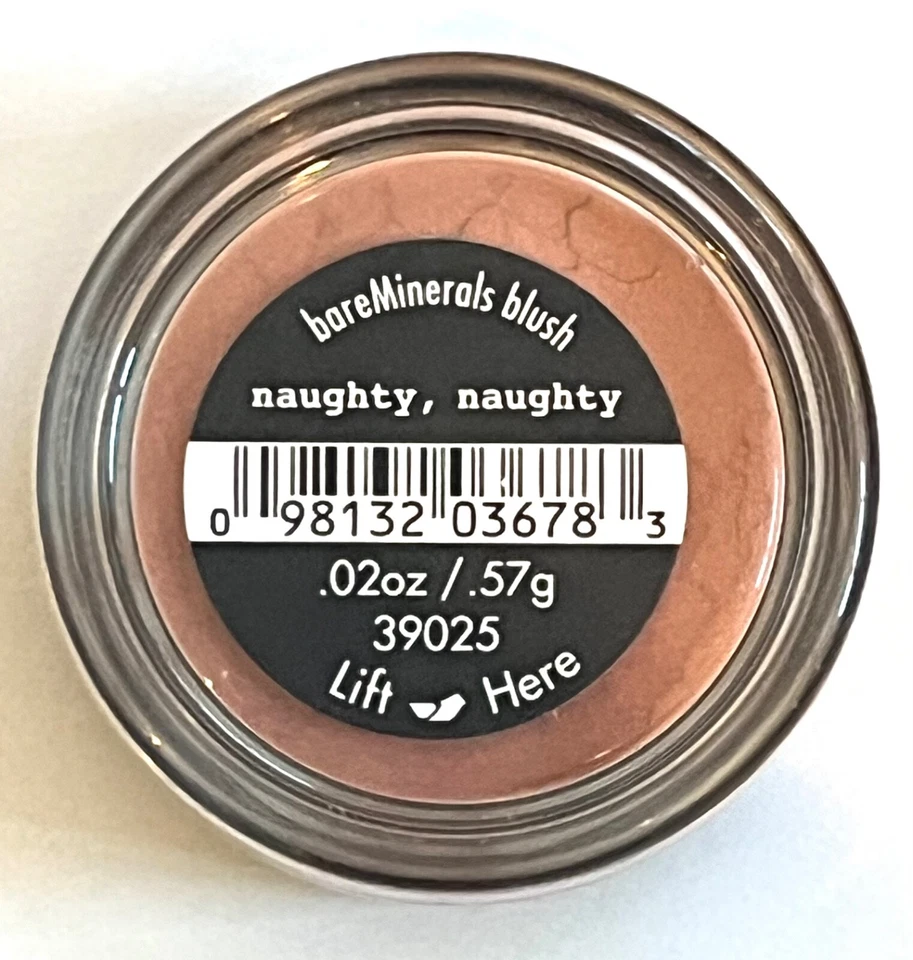 bareMinerals blush
naughty, naughty
0 98132 03678 3
.02oz / .57g
39025
Lift Here